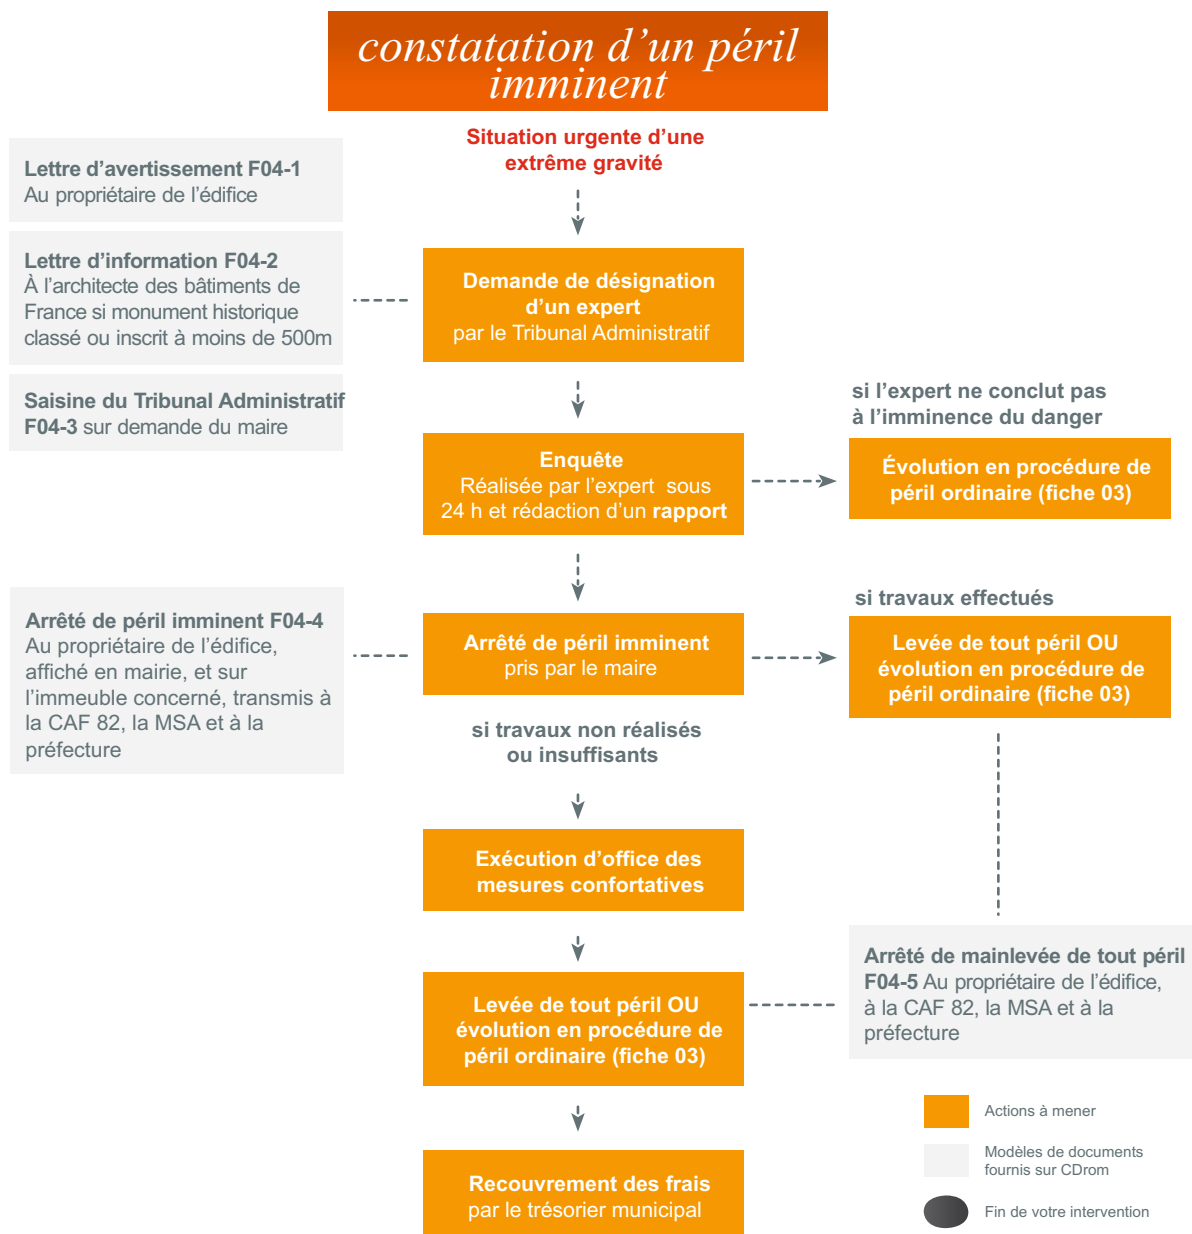 constatation d’un péril
imminent
Situation urgente d’une
extrême gravité
Lettre d’avertissement F04-1
Au propriétaire de l’édifice
Lettre d’information F04-2
À l’architecte des bâtiments de
France si monument historique
classé ou inscrit à moins de 500m
Saisine du Tribunal Administratif
F04-3 sur demande du maire
Demande de désignation
d’un expert
par le Tribunal Administratif
Enquête
Réalisée par l’expert sous
24 h et rédaction d’un rapport
si l’expert ne conclut pas
à l’imminence du danger
Évolution en procédure de
péril ordinaire (fiche 03)
Arrêté de péril imminent F04-4
Au propriétaire de l’édifice,
affiché en mairie, et sur
l’immeuble concerné, transmis à
la CAF 82, la MSA et à la
préfecture
Arrêté de péril imminent
pris par le maire
si travaux effectués
Levée de tout péril OU
évolution en procédure de
péril ordinaire (fiche 03)
si travaux non réalisés
ou insuffisants
Exécution d’office des
mesures confortatives
Levée de tout péril OU
évolution en procédure de
péril ordinaire (fiche 03)
Arrêté de mainlevée de tout péril
F04-5 Au propriétaire de l’édifice,
à la CAF 82, la MSA et à la
préfecture
Recouvrement des frais
par le trésorier municipal
Actions à mener
Modèles de documents
fournis sur CDrom
Fin de votre intervention